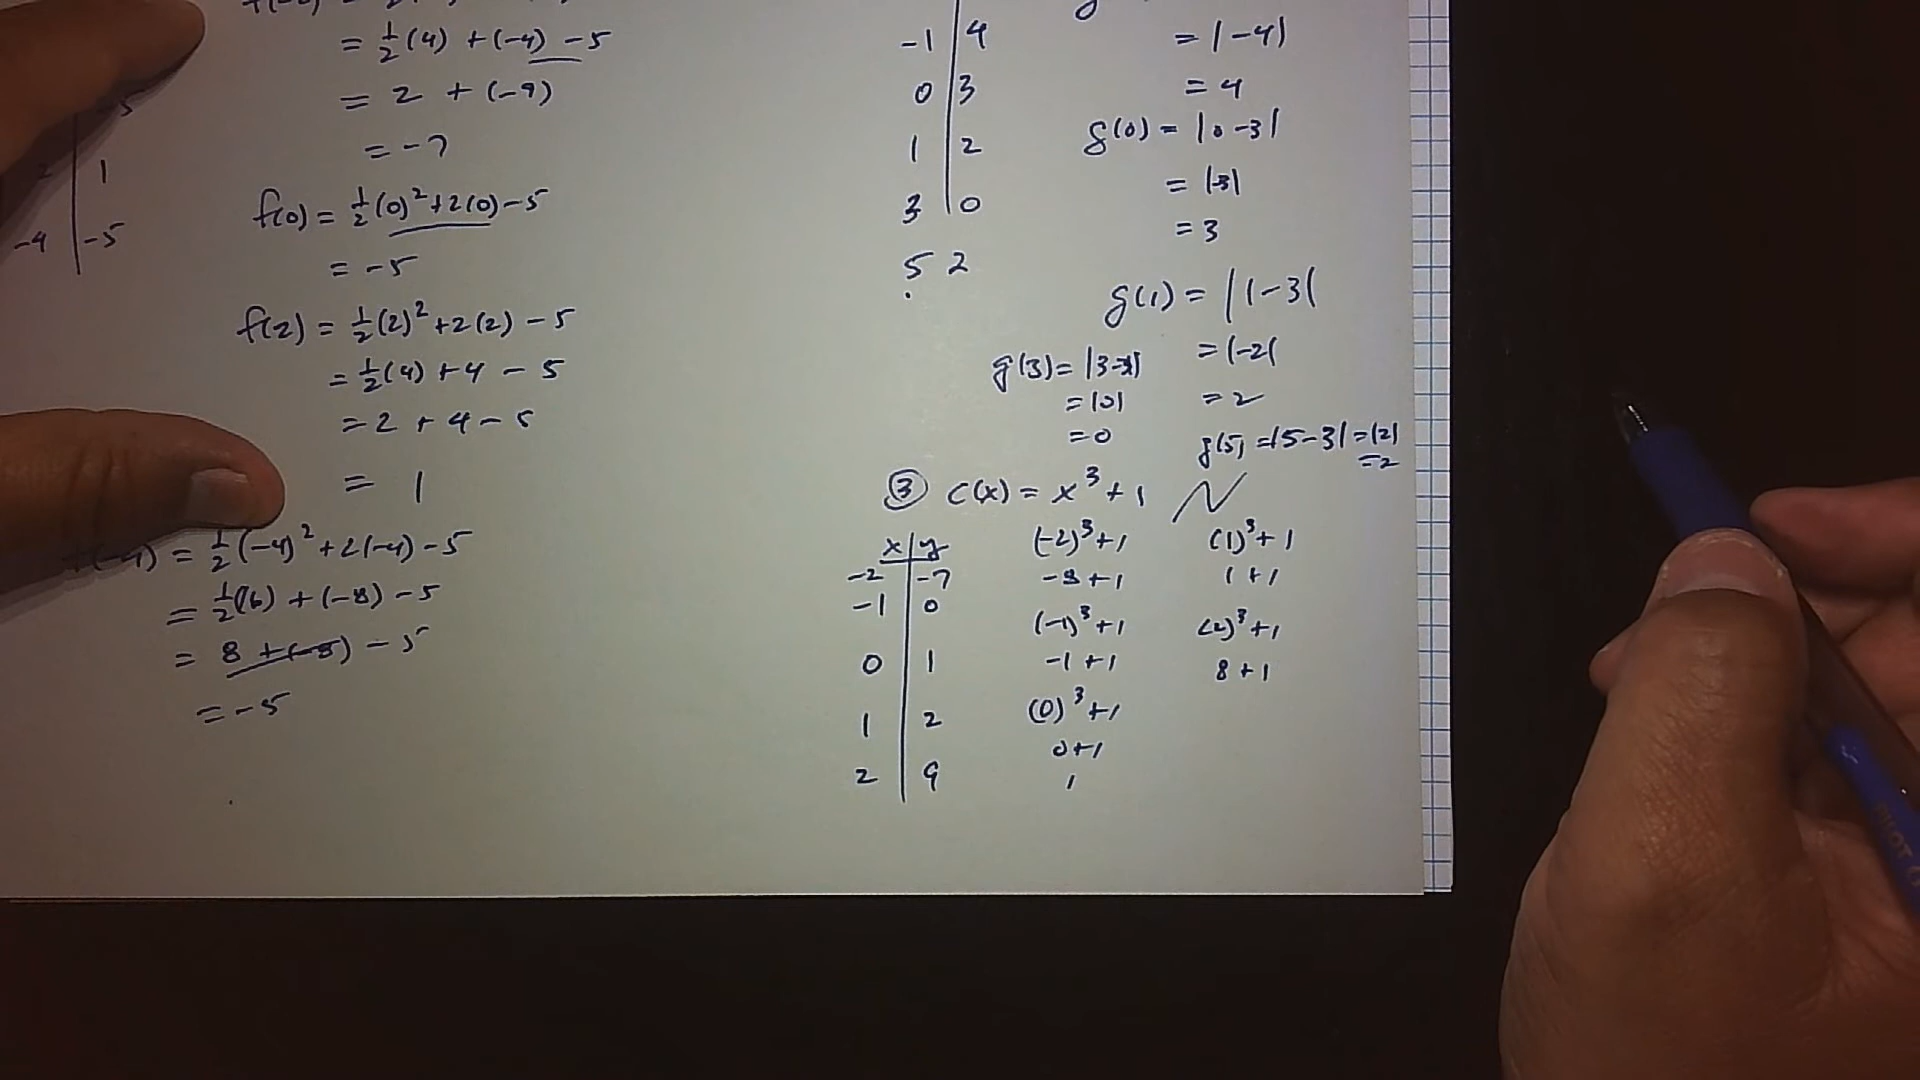 = 1/2(4) + (-4) - 5
= 2 + (-9)
= -7
f(0) = 1/2(0)² + 2(0) - 5
= -5
f(2) = 1/2(2)² + 2(2) - 5
= 1/2(4) + 4 - 5
= 2 + 4 - 5
= 1
= 1/2(-4)² + 2(-4) - 5
= 1/2(16) + (-8) - 5
= 8 + (-8) - 5
= -5
2 | 1
-4 | -5
-1 | 4
0 | 3
1 | 2
3 | 0
5 2
= |-4|
= 4
g(0) = |0-3|
= |-3|
= 3
g(1) = |1-3|
= |-2|
= 2
g(3) = |3-3|
= |0|
= 0
g(5) = |5-3| = |2|
= 2
③ C(x) = x³ + 1
x | y
-2 | -7
-1 | 0
0 | 1
1 | 2
2 | 9
(-2)³ + 1
-8 + 1
(-1)³ + 1
-1 + 1
(0)³ + 1
0 + 1
1
(1)³ + 1
1 + 1
(2)³ + 1
8 + 1